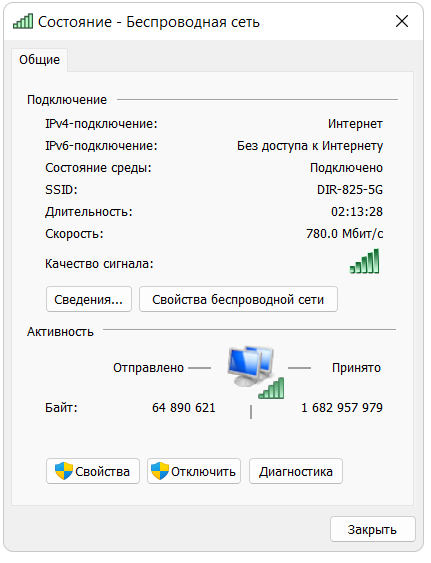 Состояние - Беспроводная сеть
Общие
Подключение
IPv4-подключение: Интернет
IPv6-подключение: Без доступа к Интернету
Состояние среды: Подключено
SSID: DIR-825-5G
Длительность: 02:13:28
Скорость: 780.0 Мбит/с
Качество сигнала:
Сведения... Свойства беспроводной сети
Активность
Отправлено Принято
Байт: 64 890 621 1 682 957 979
Свойства Отключить Диагностика
Закрыть